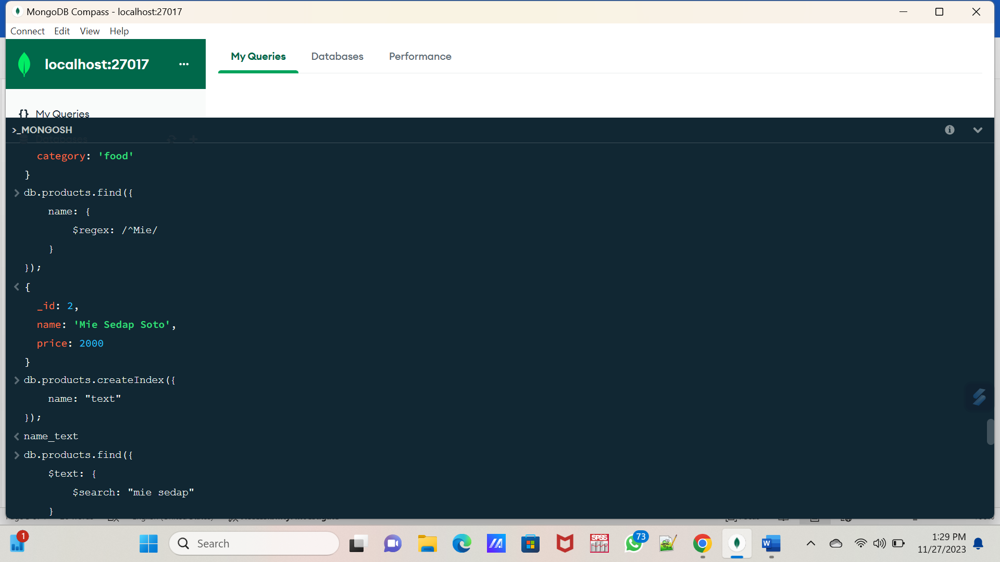 MongoDB Compass - localhost:27017
Connect Edit View Help
localhost:27017 ...
My Queries Databases Performance
{} My Queries
>_MONGOSH
Databases
category: 'food'
}
db.products.find({
name: {
$regex: /^Mie/
}
});
{
_id: 2,
name: 'Mie Sedap Soto',
price: 2000
}
db.products.createIndex({
name: "text"
});
name_text
db.products.find({
$text: {
$search: "mie sedap"
}
1
Search
SPSS
73
W
1:29 PM
11/27/2023